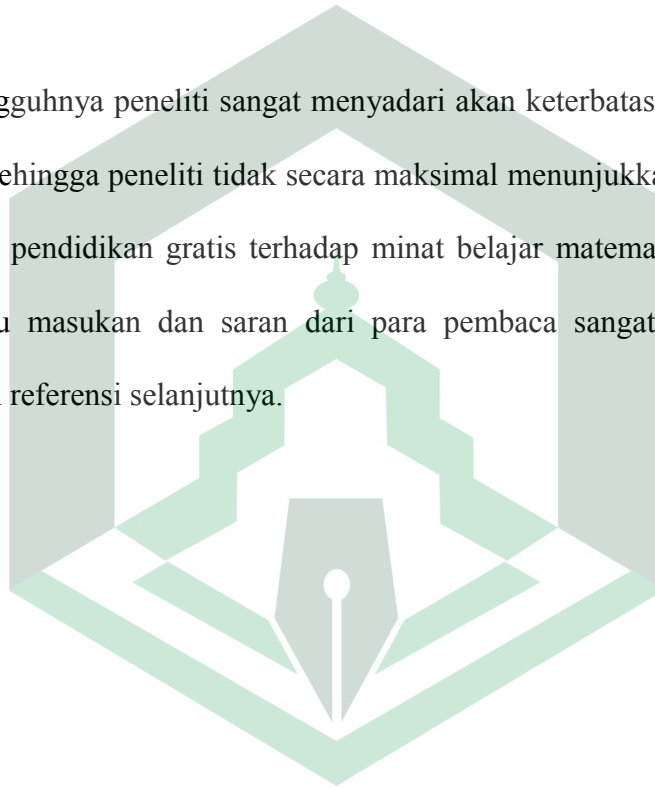 gguhnya peneliti sangat menyadari akan keterbatas
ehingga peneliti tidak secara maksimal menunjukka
pendidikan gratis terhadap minat belajar matema
u masukan dan saran dari para pembaca sangat
referensi selanjutnya.